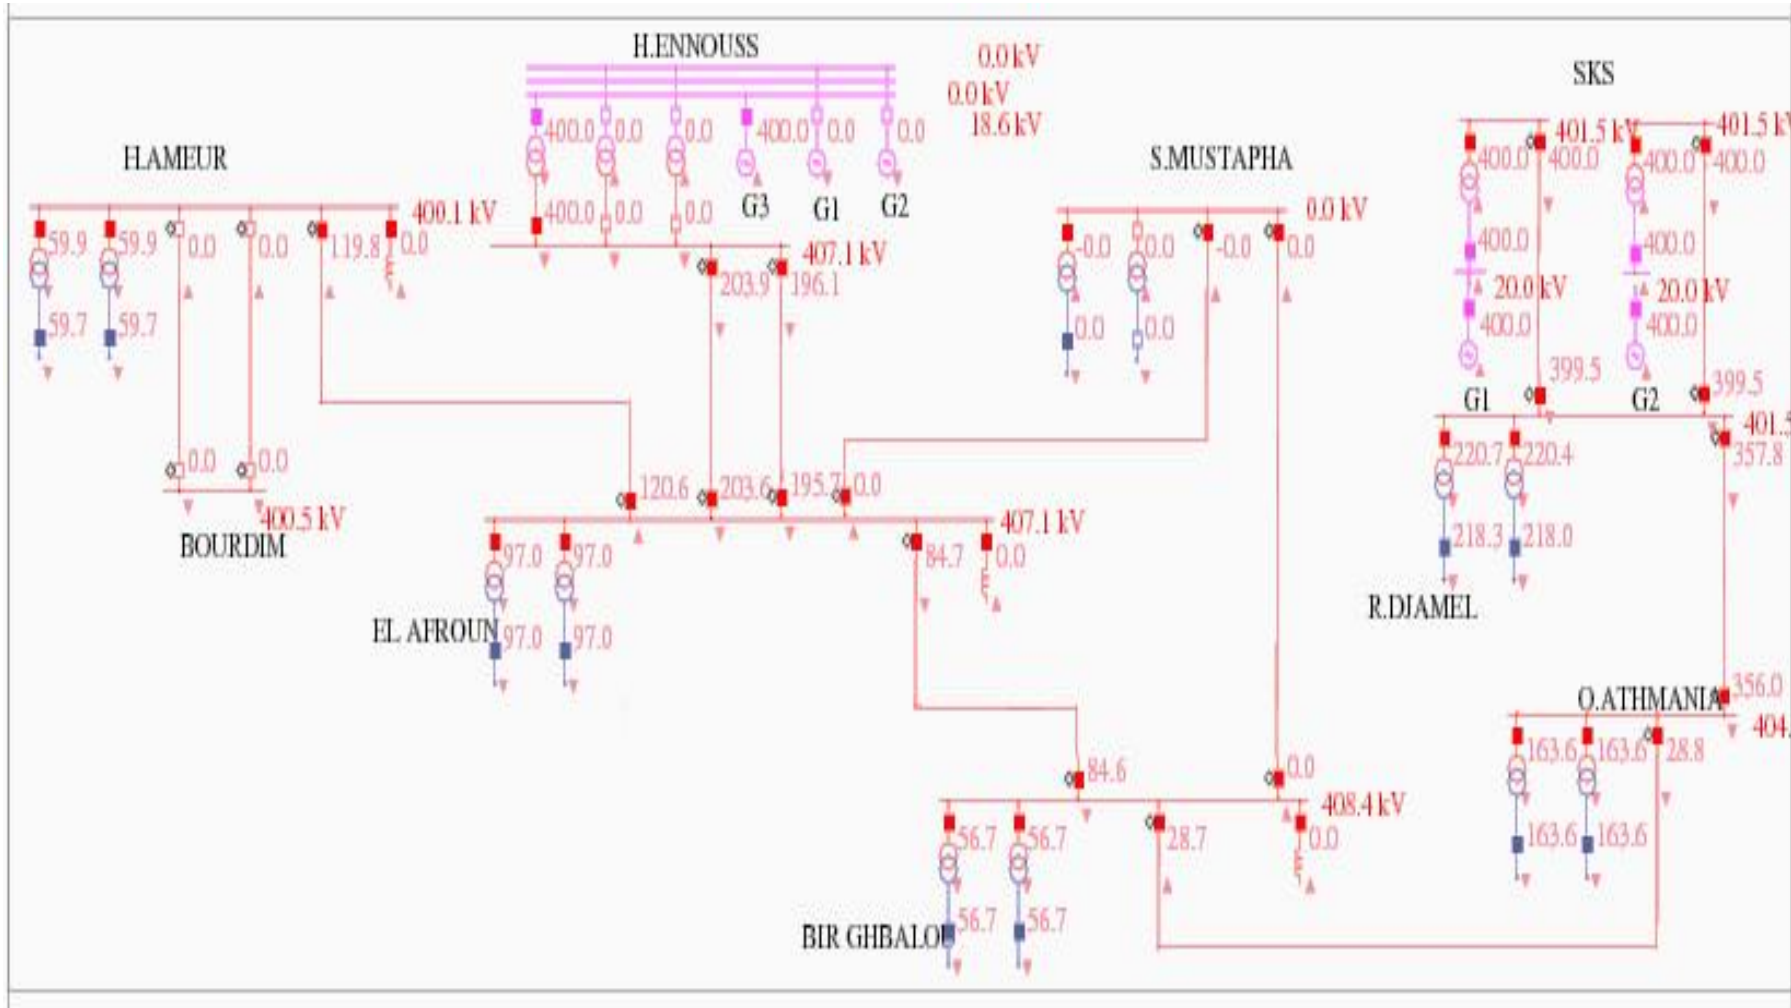 H.ENNOUSS
0.0 kV
0.0 kV
18.6 kV
400.0 0.0 0.0 400.0 0.0 0.0
G3 G1 G2
400.0 0.0 0.0
407.1 kV
203.9 196.1
SKS
401.5 kV 401.5 kV
400.0 400.0 400.0 400.0
400.0 400.0
20.0 kV 20.0 kV
400.0 400.0
399.5 399.5
G1 G2
H.AMEUR
400.1 kV
59.9 59.9 0.0 0.0 119.8 0.0
59.7 59.7
0.0 0.0
400.5 kV
BOURDIM
S.MUSTAPHA
0.0 kV
-0.0 0.0 -0.0 0.0
0.0 0.0
401.5
357.8
220.7 220.4
218.3 218.0
R.DJAMEL
120.6 203.6 195.7 0.0
407.1 kV
97.0 97.0 84.7 0.0
EL AFROUN
97.0 97.0
356.0
O.ATHMANIA
404.
163.6 163.6 28.8
163.6 163.6
84.6 0.0
408.4 kV
56.7 56.7 28.7 0.0
BIR GHBALO
56.7 56.7